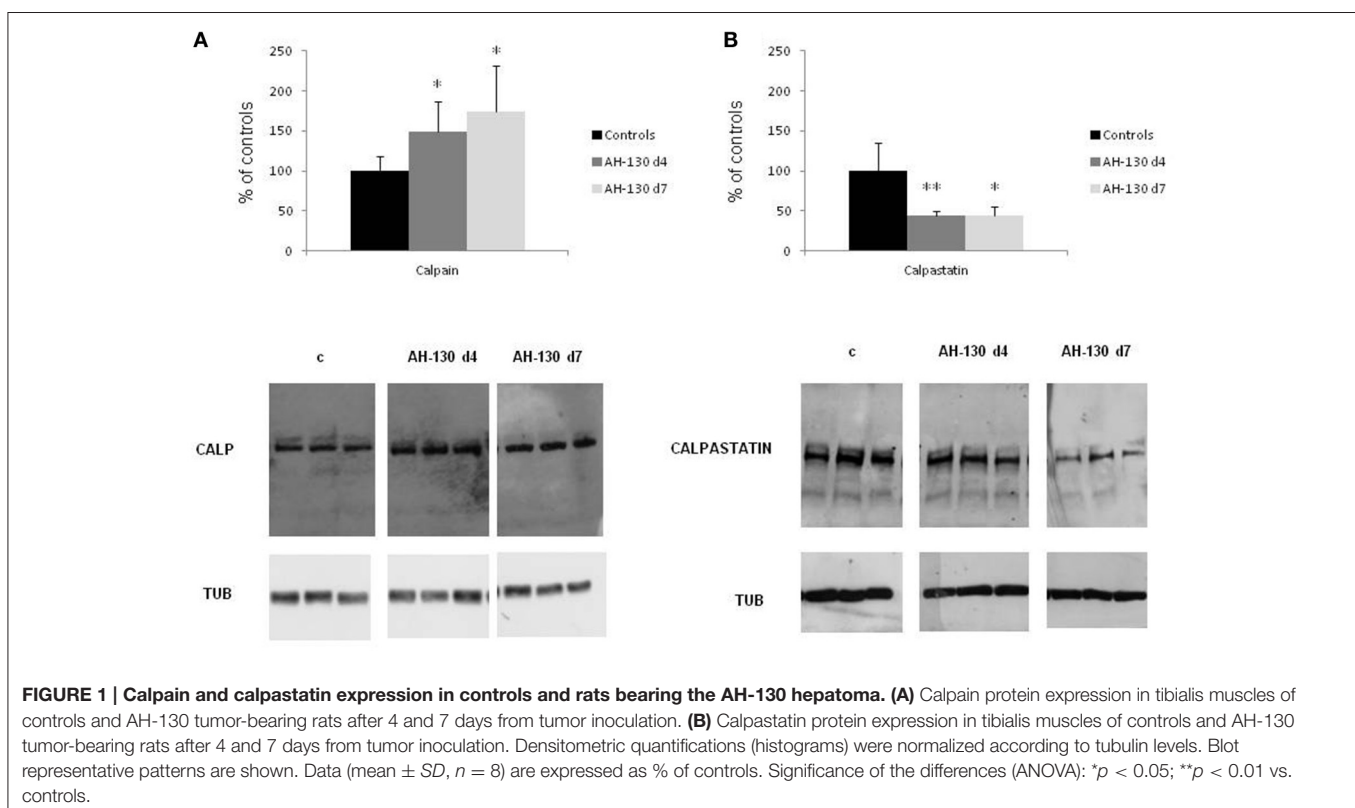 A
250
200
150
100
50
0
% of controls
*
*
Calpain
Controls
AH-130 d4
AH-130 d7
B
250
200
150
100
50
0
% of controls
**
*
Calpastatin
Controls
AH-130 d4
AH-130 d7
c AH-130 d4 AH-130 d7
CALP
TUB
c AH-130 d4 AH-130 d7
CALPASTATIN
TUB
FIGURE 1 | Calpain and calpastatin expression in controls and rats bearing the AH-130 hepatoma. (A) Calpain protein expression in tibialis muscles of
controls and AH-130 tumor-bearing rats after 4 and 7 days from tumor inoculation. (B) Calpastatin protein expression in tibialis muscles of controls and AH-130
tumor-bearing rats after 4 and 7 days from tumor inoculation. Densitometric quantifications (histograms) were normalized according to tubulin levels. Blot
representative patterns are shown. Data (mean ± SD, n = 8) are expressed as % of controls. Significance of the differences (ANOVA): *p < 0.05; **p < 0.01 vs.
controls.